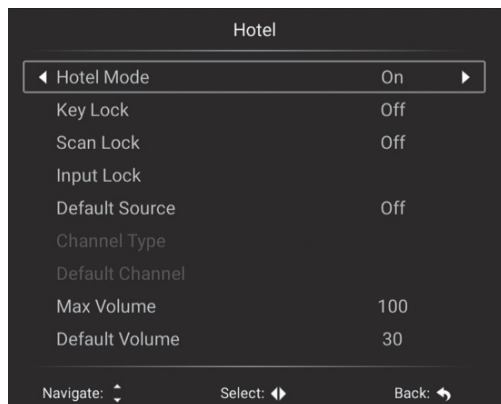 Hotel
Hotel Mode On
Key Lock Off
Scan Lock Off
Input Lock
Default Source Off
Channel Type
Default Channel
Max Volume 100
Default Volume 30
Navigate: Select: Back: